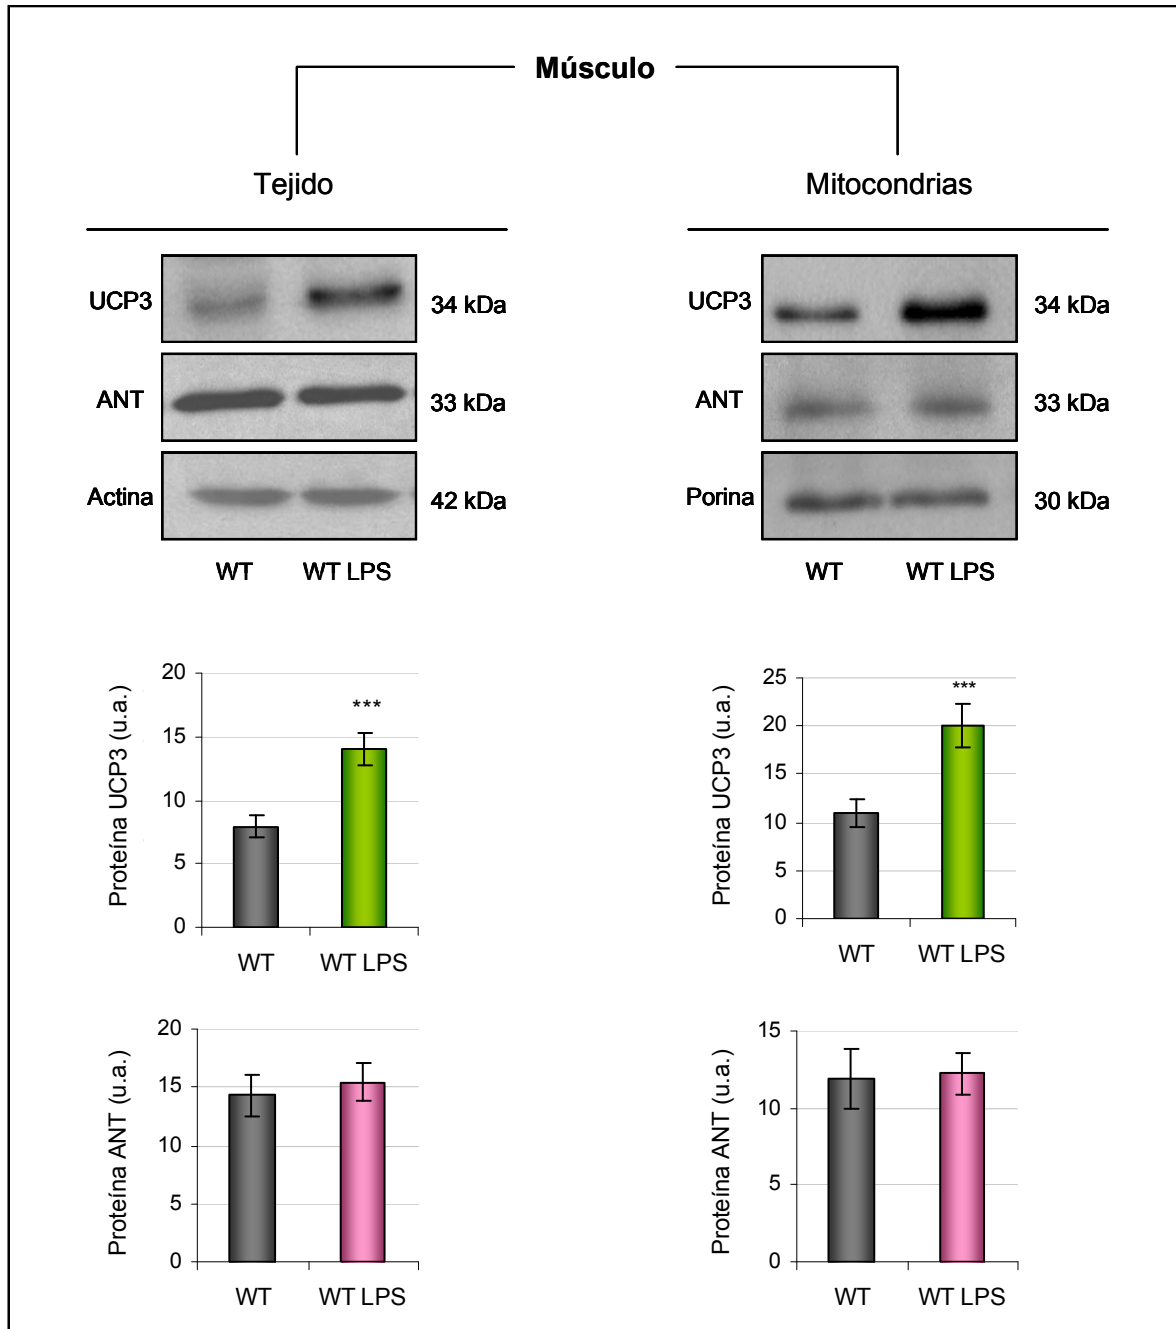 Músculo
Tejido
UCP3 34 kDa
ANT 33 kDa
Actina 42 kDa
WT WT LPS
Mitocondrias
UCP3 34 kDa
ANT 33 kDa
Porina 30 kDa
WT WT LPS
Proteína UCP3 (u.a.)
20
15
10
5
0
***
WT WT LPS
Proteína UCP3 (u.a.)
25
20
15
10
5
0
***
WT WT LPS
Proteína ANT (u.a.)
20
15
10
5
0
WT WT LPS
Proteína ANT (u.a.)
15
10
5
0
WT WT LPS